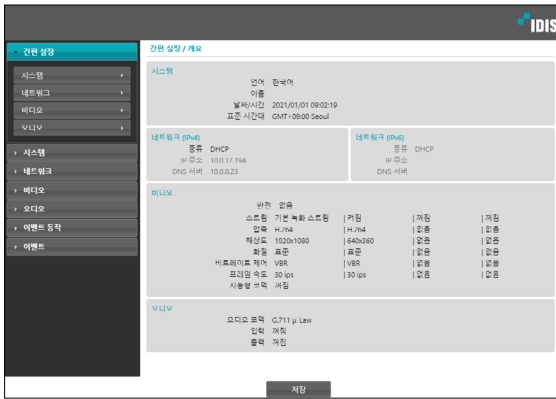 IDIS
간편 설정
간편 설정 / 개요
시스템
네트워크
비디오
오디오
시스템
네트워크
비디오
오디오
이벤트 동작
이벤트
시스템
언어 한국어
이름
날짜/시간 2021/01/01 09:02:19
표준 시간대 GMT+09:00 Seoul
네트워크 (IPv4)
종류 DHCP
IP 주소 10.0.17.194
DNS 서버 10.0.0.23
네트워크 (IPv6)
종류 DHCP
IP 주소
DNS 서버
비디오
반전 없음
스트림 기본 녹화 스트림 | 켜짐 | 꺼짐 | 꺼짐
압축 H.264 | H.264 | 없음 | 없음
해상도 1920x1080 | 640x360 | 없음 | 없음
화질 표준 | 표준 | 없음 | 없음
비트레이트 제어 VBR | VBR | 없음 | 없음
프레임 속도 30 ips | 30 ips | 없음 | 없음
지능형 코덱 꺼짐
오디오
오디오 코덱 G.711 μ-Law
입력 꺼짐
출력 꺼짐
저장